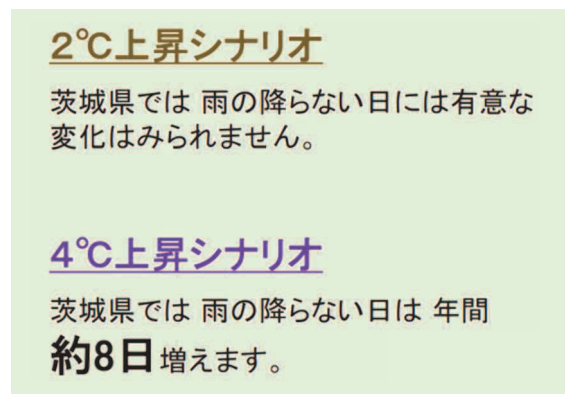 2℃上昇シナリオ
茨城県では 雨の降らない日には有意な
変化はみられません。
4℃上昇シナリオ
茨城県では 雨の降らない日は 年間
約8日増えます。